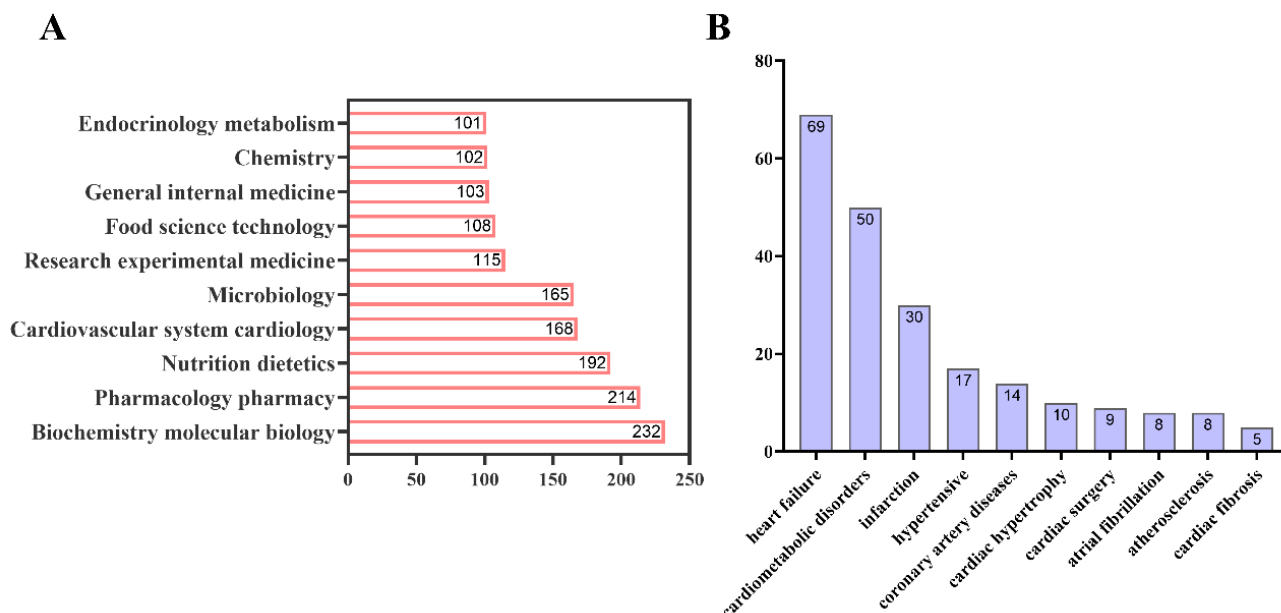 A
Endocrinology metabolism 101
Chemistry 102
General internal medicine 103
Food science technology 108
Research experimental medicine 115
Microbiology 165
Cardiovascular system cardiology 168
Nutrition dietetics 192
Pharmacology pharmacy 214
Biochemistry molecular biology 232
0 50 100 150 200 250
B
80
60
40
20
0
69 50 30 17 14 10 9 8 8 5
heart failure
cardiometabolic disorders
infarction
hypertensive
coronary artery diseases
cardiac hypertrophy
cardiac surgery
atrial fibrillation
atherosclerosis
cardiac fibrosis